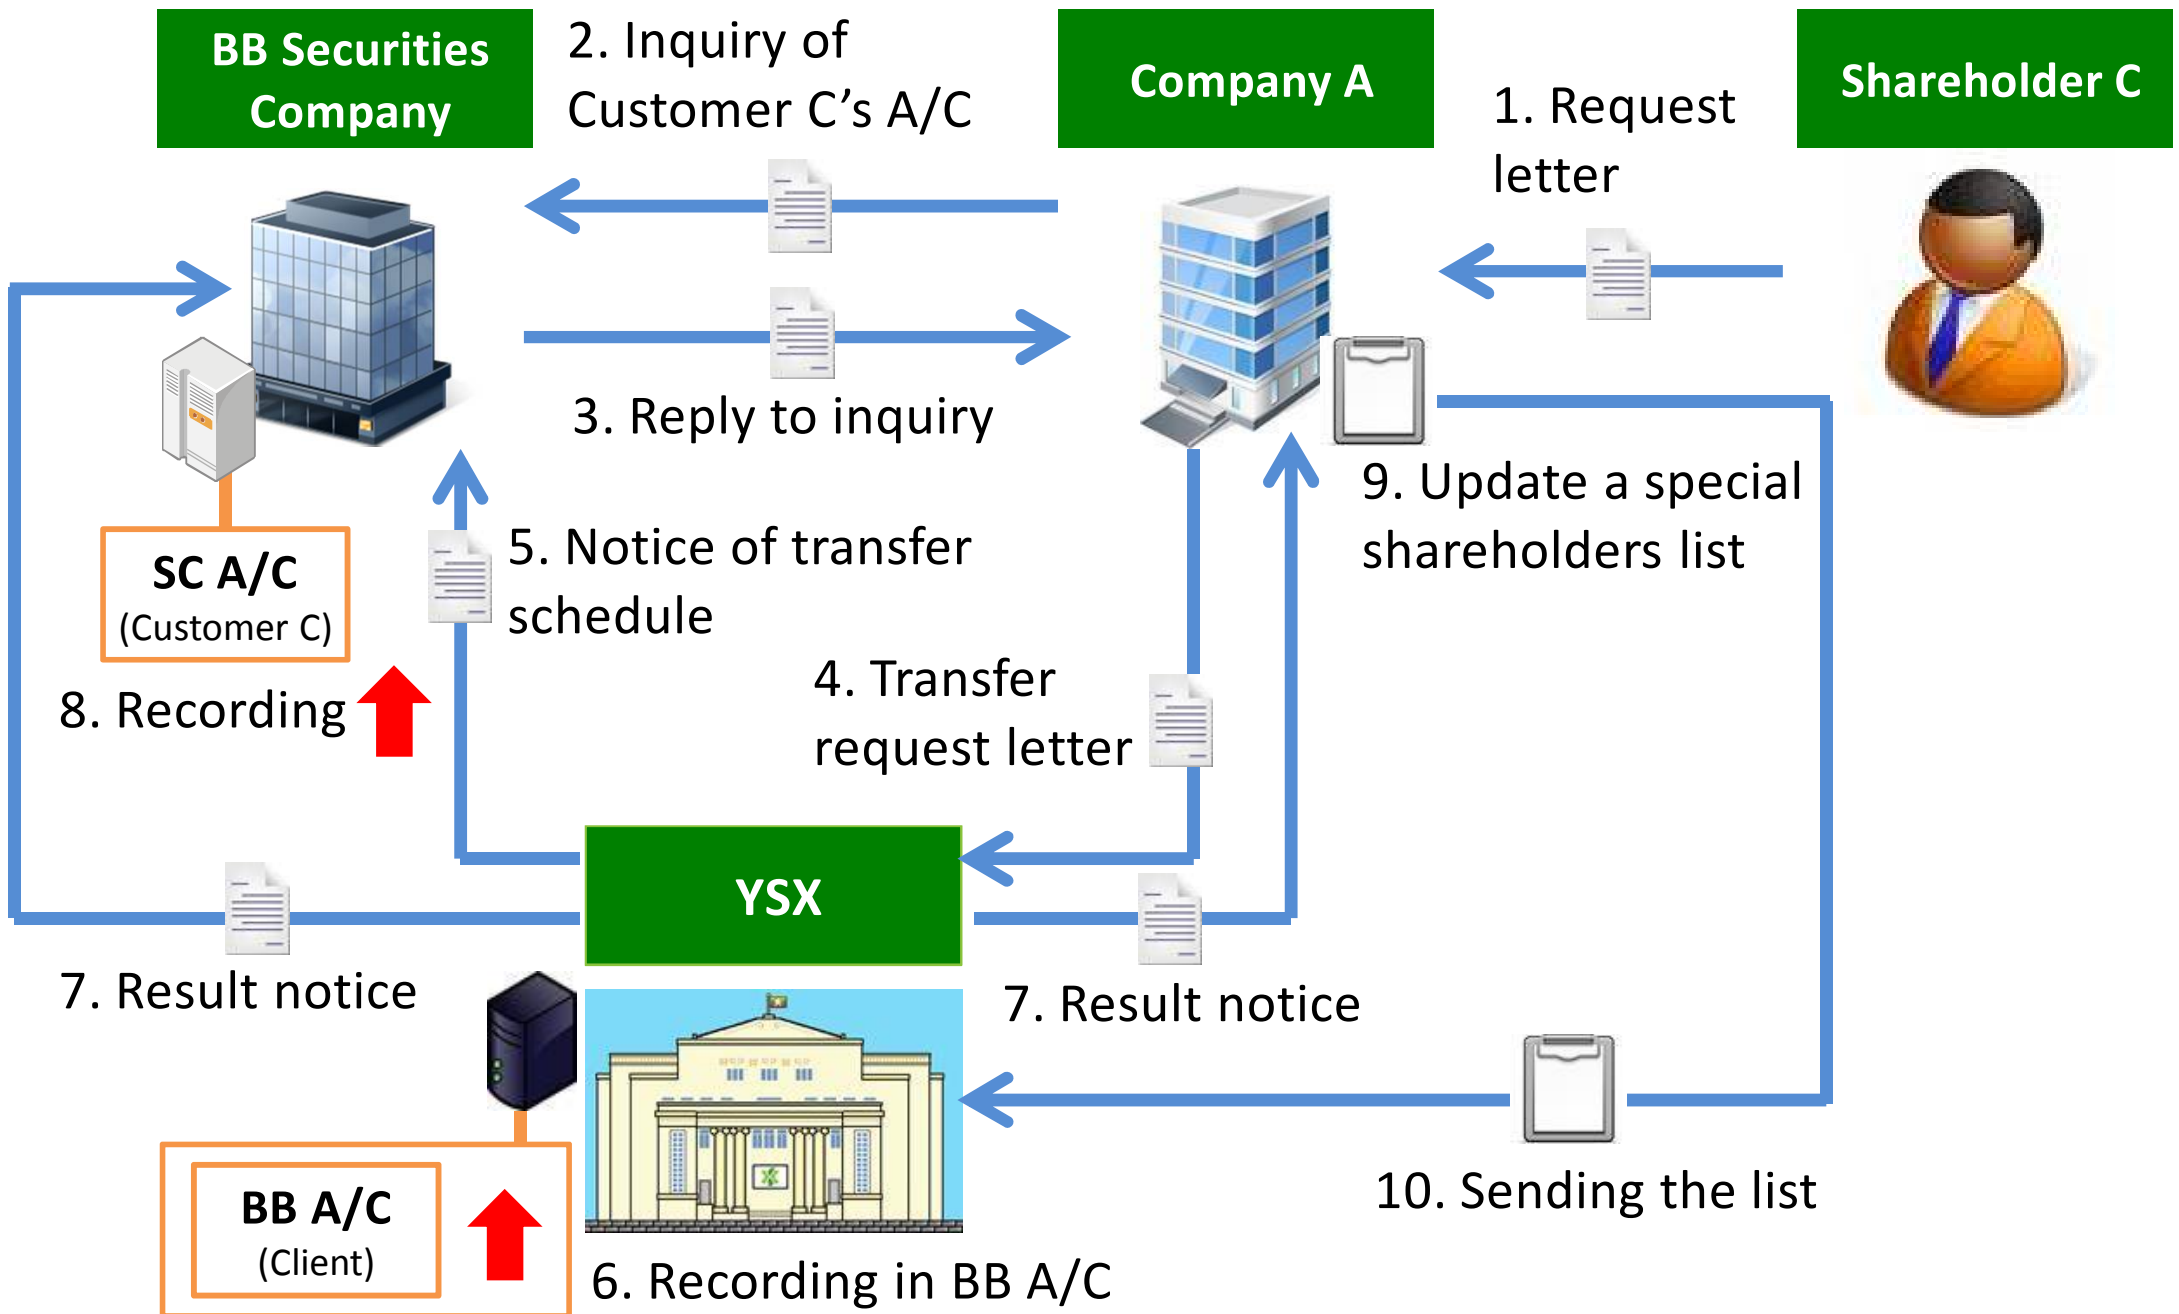 BB Securities
Company
2. Inquiry of
Customer C’s A/C
Company A
1. Request
letter
Shareholder C
3. Reply to inquiry
9. Update a special
shareholders list
SC A/C
(Customer C)
5. Notice of transfer
schedule
8. Recording
4. Transfer
request letter
YSX
7. Result notice
7. Result notice
10. Sending the list
BB A/C
(Client)
6. Recording in BB A/C